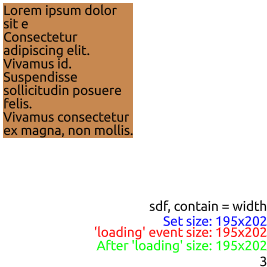 Lorem ipsum dolor
sit e
Consectetur
adipiscing elit.
Vivamus id.
Suspendisse
sollicitudin posuere
felis.
Vivamus consectetur
ex magna, non mollis.
sdf, contain = width
Set size: 195x202
'loading' event size: 195x202
After 'loading' size: 195x202
3